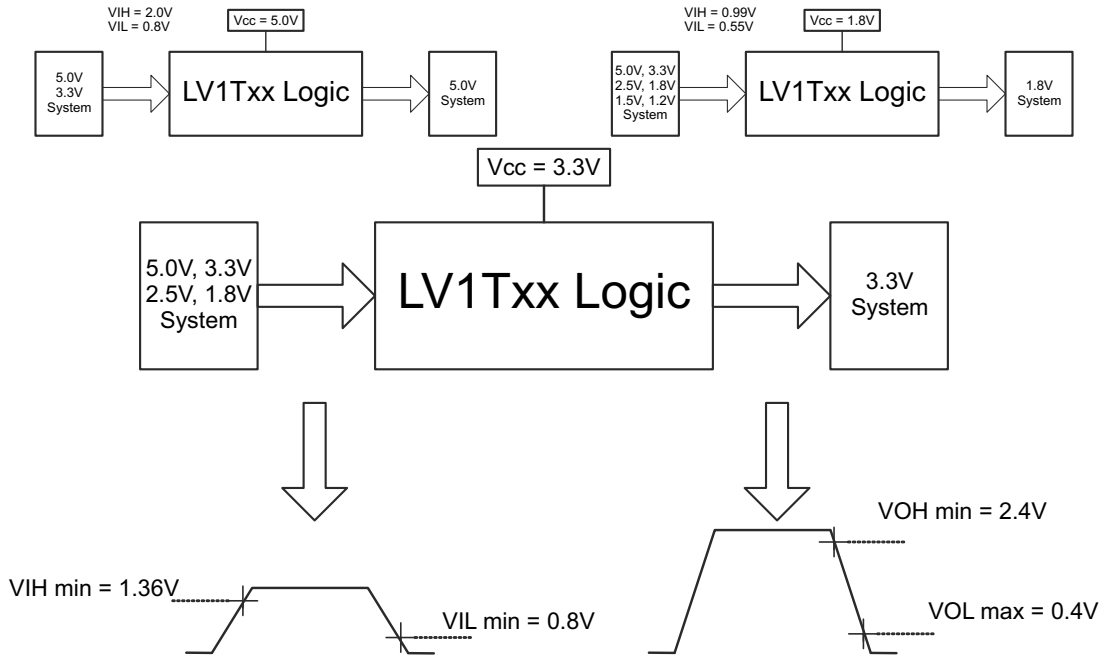 VIH = 2.0V
VIL = 0.8V
Vcc = 5.0V
5.0V
3.3V
System
LV1Txx Logic
5.0V
System
VIH = 0.99V
VIL = 0.55V
Vcc = 1.8V
5.0V, 3.3V
2.5V, 1.8V
1.5V, 1.2V
System
LV1Txx Logic
1.8V
System
Vcc = 3.3V
5.0V, 3.3V
2.5V, 1.8V
System
LV1Txx Logic
3.3V
System
VIH min = 1.36V
VIL min = 0.8V
VOH min = 2.4V
VOL max = 0.4V